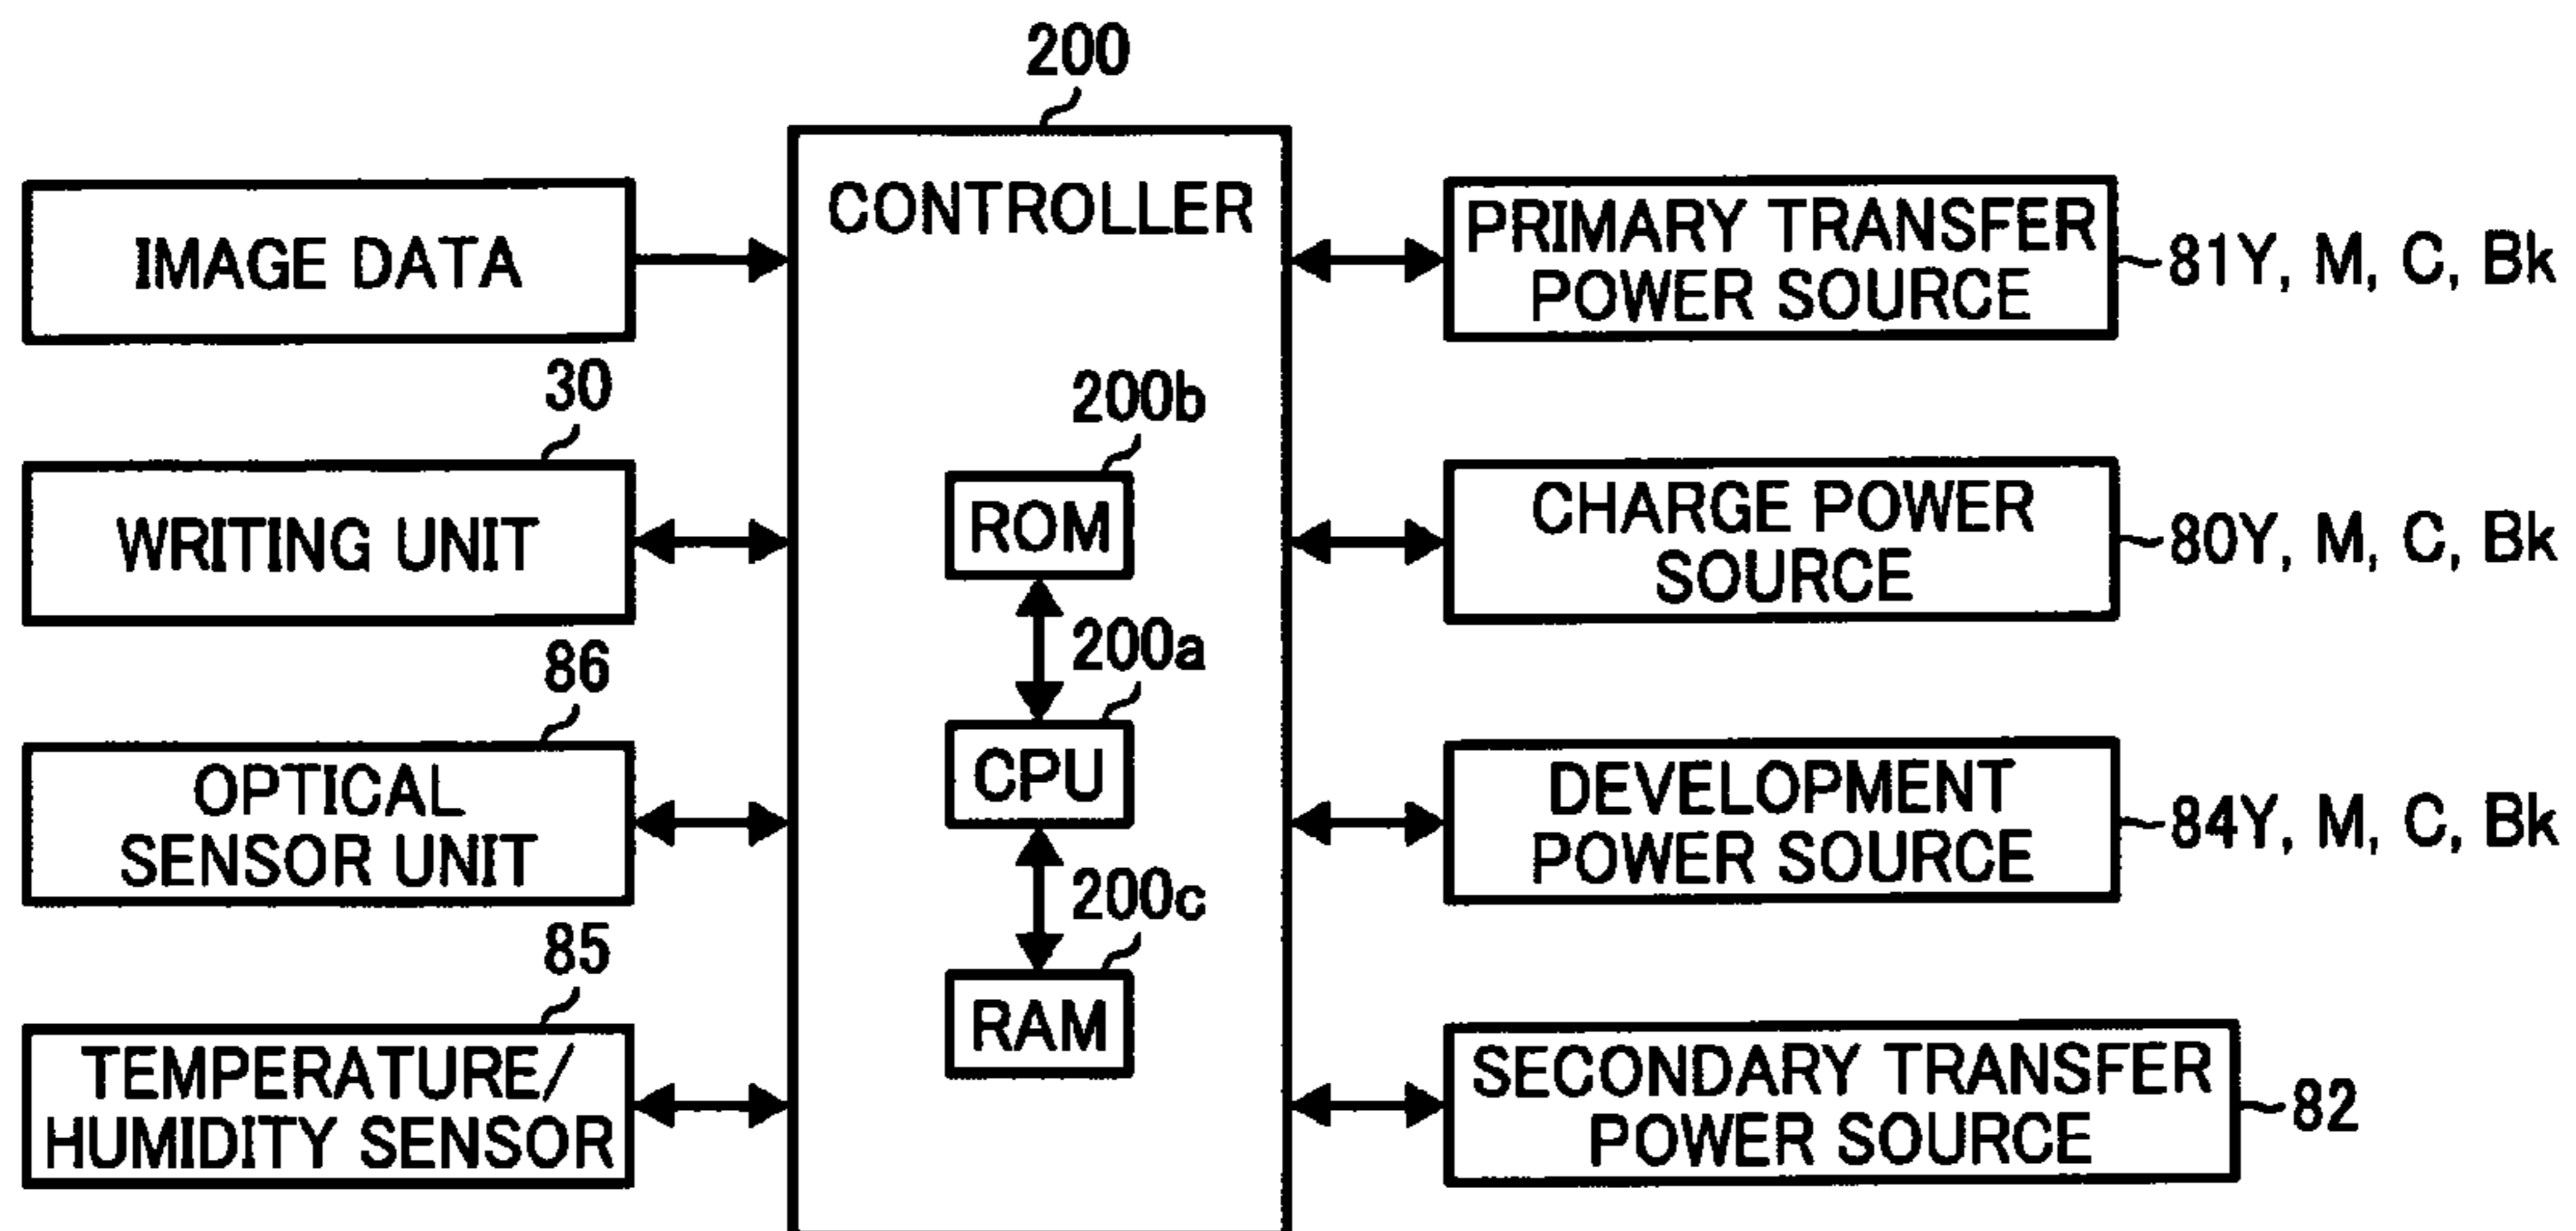 200
CONTROLLER
IMAGE DATA
PRIMARY TRANSFER
POWER SOURCE
81Y, M, C, Bk
30
WRITING UNIT
200b
ROM
CHARGE POWER
SOURCE
80Y, M, C, Bk
86
OPTICAL
SENSOR UNIT
200a
CPU
DEVELOPMENT
POWER SOURCE
84Y, M, C, Bk
85
TEMPERATURE/
HUMIDITY SENSOR
200c
RAM
SECONDARY TRANSFER
POWER SOURCE
82